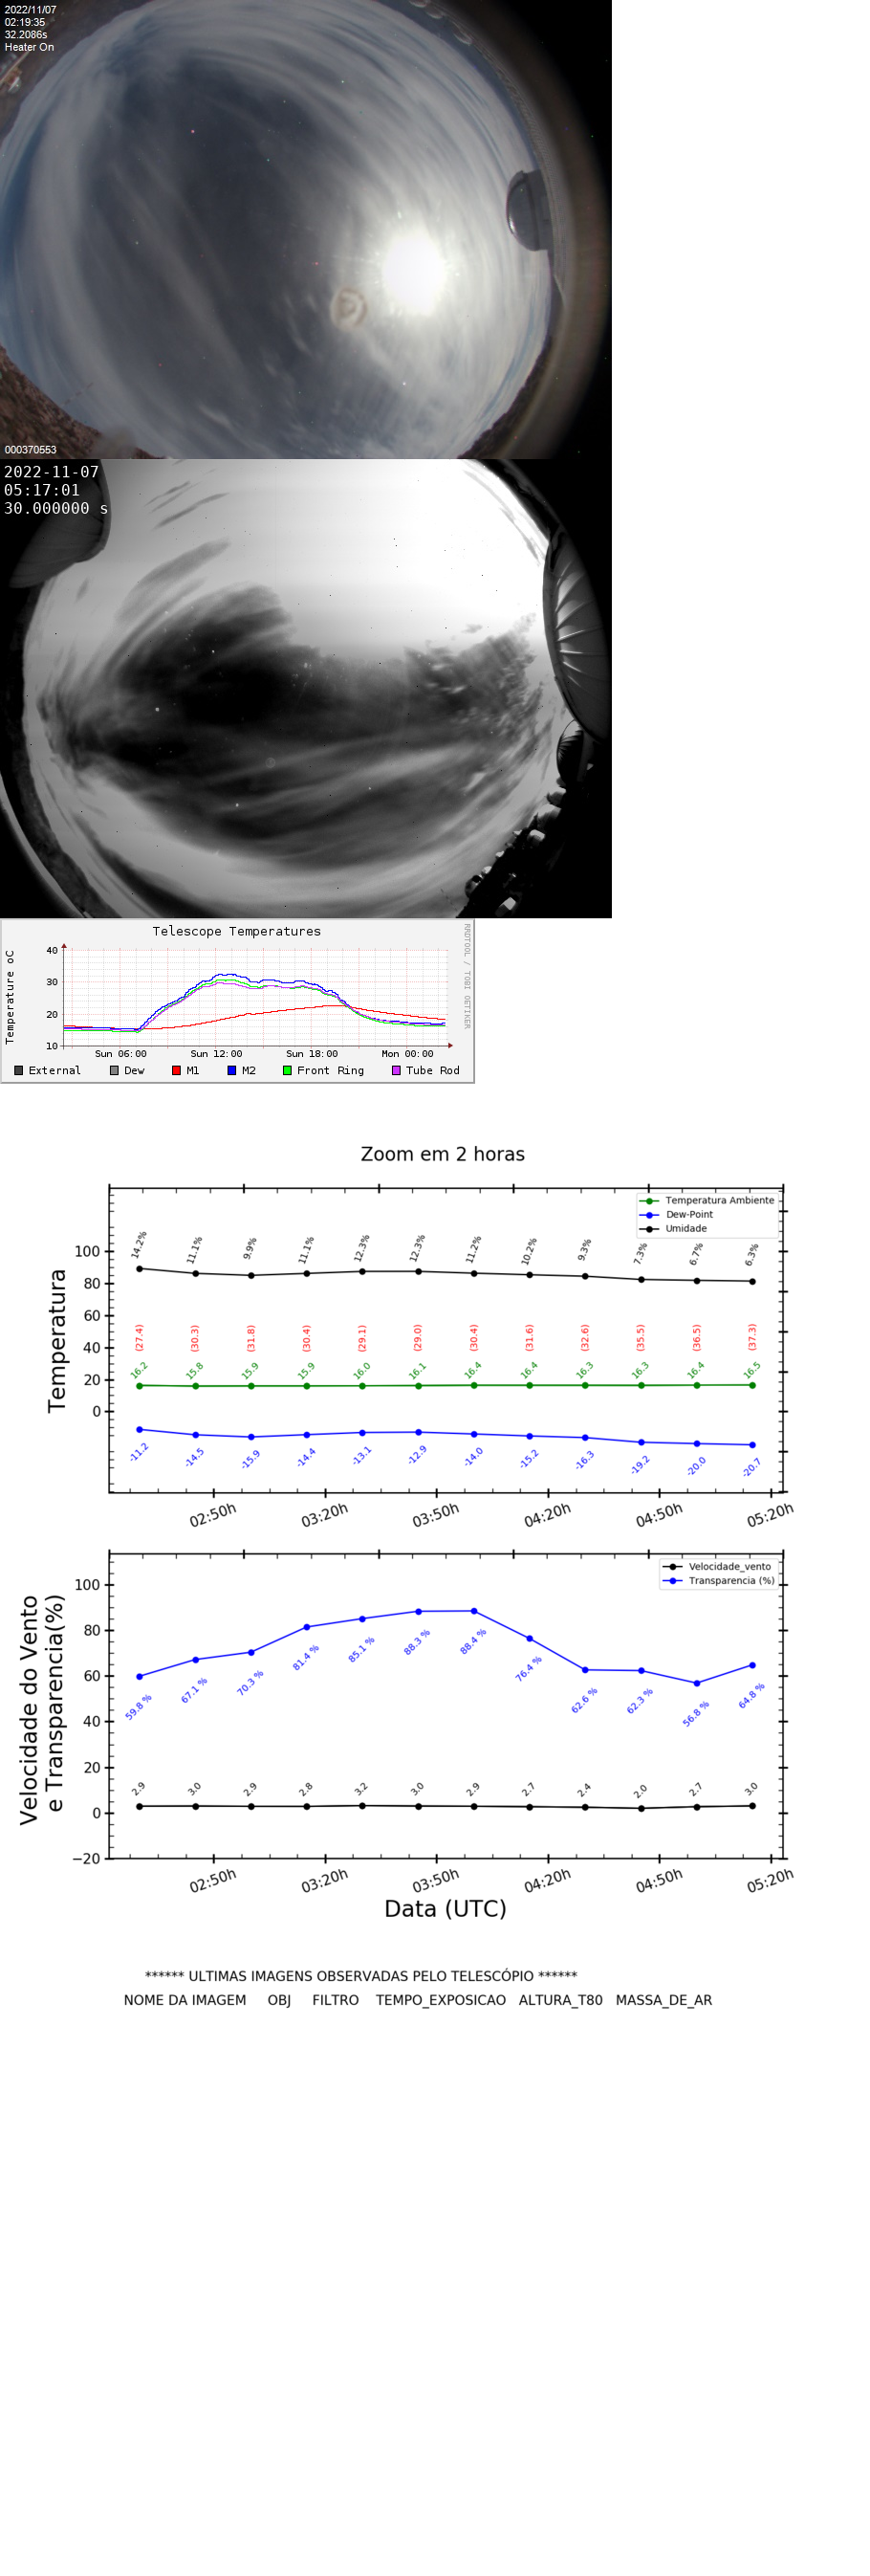 2022/11/07
02:19:35
32.2086s
Heater On
000370553
2022-11-07
05:17:01
30.000000 s
Telescope Temperatures
RRDTOOL / TOBI OETIKER
Temperature oC
40
30
20
10
Sun 06:00 Sun 12:00 Sun 18:00 Mon 00:00
External Dew M1 M2 Front Ring Tube Rod
Zoom em 2 horas
Temperatura Ambiente
Dew-Point
Umidade
Temperatura
100
80
60
40
20
0
14.2% 11.1% 9.9% 11.1% 12.3% 12.3% 11.2% 10.2% 9.3% 7.3% 6.7% 6.3%
(27.4) (30.3) (31.8) (30.4) (29.1) (29.0) (30.4) (31.6) (32.6) (35.5) (36.5) (37.3)
16.2 15.8 15.9 15.9 16.0 16.1 16.4 16.4 16.3 16.3 16.4 16.5
-11.2 -14.5 -15.9 -14.4 -13.1 -12.9 -14.0 -15.2 -16.3 -19.2 -20.0 -20.7
02:50h 03:20h 03:50h 04:20h 04:50h 05:20h
Velocidade_vento
Transparencia (%)
Velocidade do Vento
e Transparencia(%)
100
80
60
40
20
0
−20
59.8 % 67.1 % 70.3 % 81.4 % 85.1 % 88.3 % 88.4 % 76.4 % 62.6 % 62.3 % 56.8 % 64.8 %
2.9 3.0 2.9 2.8 3.2 3.0 2.9 2.7 2.4 2.0 2.7 3.0
02:50h 03:20h 03:50h 04:20h 04:50h 05:20h
Data (UTC)
****** ULTIMAS IMAGENS OBSERVADAS PELO TELESCÓPIO ******
NOME DA IMAGEM OBJ FILTRO TEMPO_EXPOSICAO ALTURA_T80 MASSA_DE_AR